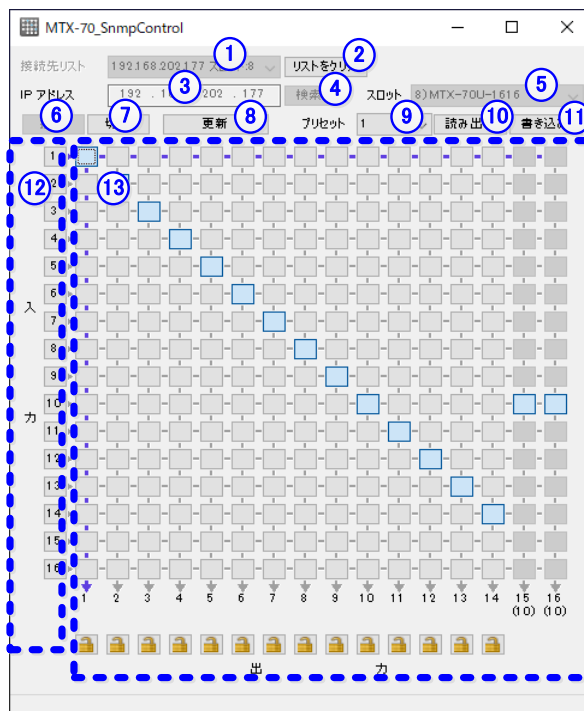 MTX-70_SnmpControl
接続先リスト 192.168.202.177 :8 ① リストをクリ ②
IP アドレス 192 . 1 ③ 202 . 177 検索 ④ スロット 8) MTX-70U-1616 ⑤
⑥ 切 ⑦ 更新 ⑧ プリセット 1 ⑨ 読み出 ⑩ 書き込 ⑪
⑫ ⑬
1
2
3
4
5
6
7
8
9
10
11
12
13
14
15
16
入
力
1 2 3 4 5 6 7 8 9 10 11 12 13 14 15 16
(10) (10)
出 力